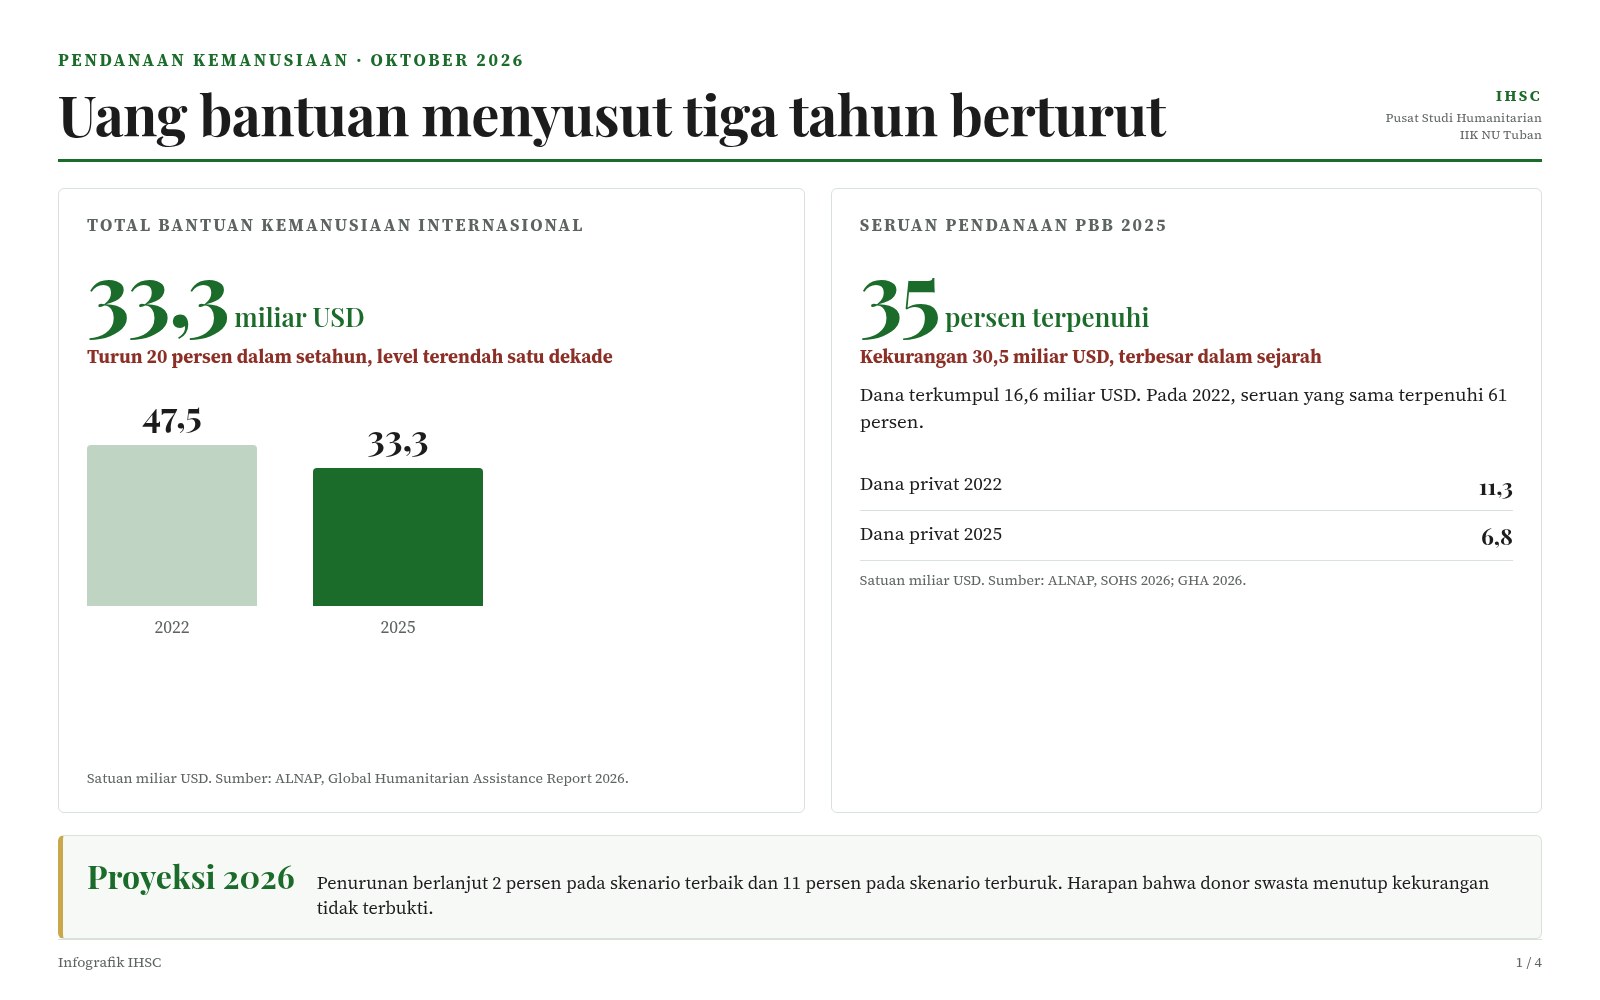 PENDANAAN KEMANUSIAAN · OKTOBER 2026
Uang bantuan menyusut tiga tahun berturut
IHSC
Pusat Studi Humanitarian
IIK NU Tuban
TOTAL BANTUAN KEMANUSIAAN INTERNASIONAL
33,3 miliar USD
Turun 20 persen dalam setahun, level terendah satu dekade
47,5
33,3
2022
2025
Satuan miliar USD. Sumber: ALNAP, Global Humanitarian Assistance Report 2026.
SERUAN PENDANAAN PBB 2025
35 persen terpenuhi
Kekurangan 30,5 miliar USD, terbesar dalam sejarah
Dana terkumpul 16,6 miliar USD. Pada 2022, seruan yang sama terpenuhi 61
persen.
Dana privat 2022 11,3
Dana privat 2025 6,8
Satuan miliar USD. Sumber: ALNAP, SOHS 2026; GHA 2026.
Proyeksi 2026
Penurunan berlanjut 2 persen pada skenario terbaik dan 11 persen pada skenario terburuk. Harapan bahwa donor swasta menutup kekurangan
tidak terbukti.
Infografik IHSC
1 / 4